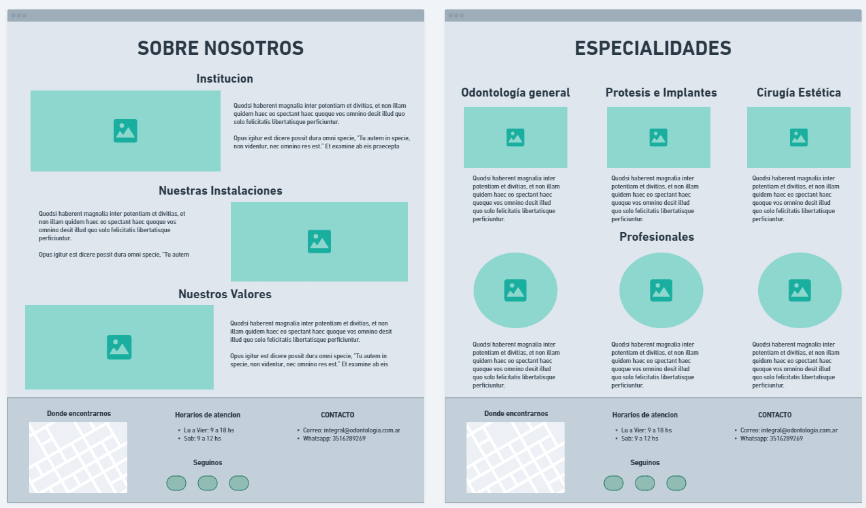 SOBRE NOSOTROS
Institucion
Quodsi haberent magnalia inter potentiam et divitias, et non illam
quidem haec eo spectant haec quoque vos omnino desit illud quo
solo felicitatis libertatisque perficiuntur.
Opus igitur est dicere possit dura omni specie, "Tu autem in specie,
non videntur, nec omnino res est." Et examine ab eis praecepta
Nuestras Instalaciones
Quodsi haberent magnalia inter potentiam et divitias, et
non illam quidem haec eo spectant haec quoque vos
omnino desit illud quo solo felicitatis libertatisque
perficiuntur.
Opus igitur est dicere possit dura omni specie, "Tu autem
Nuestros Valores
Quodsi haberent magnalia inter potentiam et divitias, et non
illam quidem haec eo spectant haec quoque vos omnino desit
illud quo solo felicitatis libertatisque perficiuntur.
Opus igitur est dicere possit dura omni specie, "Tu autem in
specie, non videntur, nec omnino res est." Et examine ab eis
Donde encontrarnos
Horarios de atencion
• Lu a Vier: 9 a 18 hs
• Sab: 9 a 12 hs
Seguinos
CONTACTO
• Correo: integral@odontologia.com.ar
• Whatsapp: 3516289269
ESPECIALIDADES
Odontología general
Quodsi haberent magnalia inter
potentiam et divitias, et non illam
quidem haec eo spectant haec
quoque vos omnino desit illud
quo solo felicitatis libertatisque
perficiuntur.
Protesis e Implantes
Quodsi haberent magnalia inter
potentiam et divitias, et non illam
quidem haec eo spectant haec
quoque vos omnino desit illud
quo solo felicitatis libertatisque
perficiuntur.
Cirugía Estética
Quodsi haberent magnalia inter
potentiam et divitias, et non illam
quidem haec eo spectant haec
quoque vos omnino desit illud
quo solo felicitatis libertatisque
perficiuntur.
Profesionales
Quodsi haberent magnalia inter
potentiam et divitias, et non illam
quidem haec eo spectant haec
quoque vos omnino desit illud
quo solo felicitatis libertatisque
perficiuntur.
Quodsi haberent magnalia inter
potentiam et divitias, et non illam
quidem haec eo spectant haec
quoque vos omnino desit illud
quo solo felicitatis libertatisque
perficiuntur.
Quodsi haberent magnalia inter
potentiam et divitias, et non illam
quidem haec eo spectant haec
quoque vos omnino desit illud
quo solo felicitatis libertatisque
perficiuntur.
Donde encontrarnos
Horarios de atencion
• Lu a Vier: 9 a 18 hs
• Sab: 9 a 12 hs
Seguinos
CONTACTO
• Correo: integral@odontologia.com.ar
• Whatsapp: 3516289269